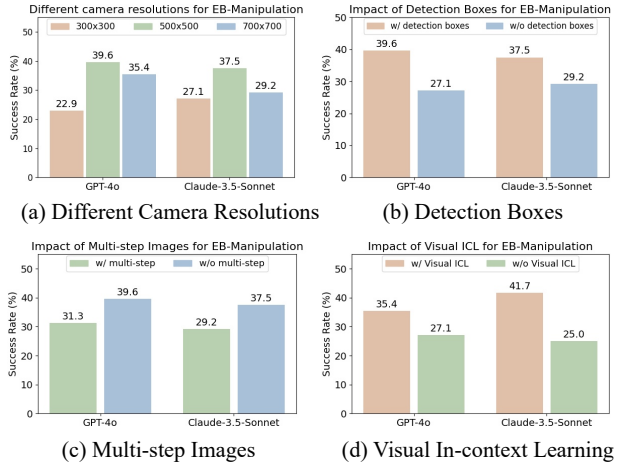 Different camera resolutions for EB-Manipulation
300x300 500x500 700x700
Success Rate (%)
50
40
30
20
10
0
22.9 39.6 35.4 27.1 37.5 29.2
GPT-4o Claude-3.5-Sonnet
(a) Different Camera Resolutions
Impact of Detection Boxes for EB-Manipulation
w/ detection boxes w/o detection boxes
Success Rate (%)
50
40
30
20
10
0
39.6 27.1 37.5 29.2
GPT-4o Claude-3.5-Sonnet
(b) Detection Boxes
Impact of Multi-step Images for EB-Manipulation
w/ multi-step w/o multi-step
Success Rate (%)
50
40
30
20
10
0
31.3 39.6 29.2 37.5
GPT-4o Claude-3.5-Sonnet
(c) Multi-step Images
Impact of Visual ICL for EB-Manipulation
w/ Visual ICL w/o Visual ICL
Success Rate (%)
50
40
30
20
10
0
35.4 27.1 41.7 25.0
GPT-4o Claude-3.5-Sonnet
(d) Visual In-context Learning